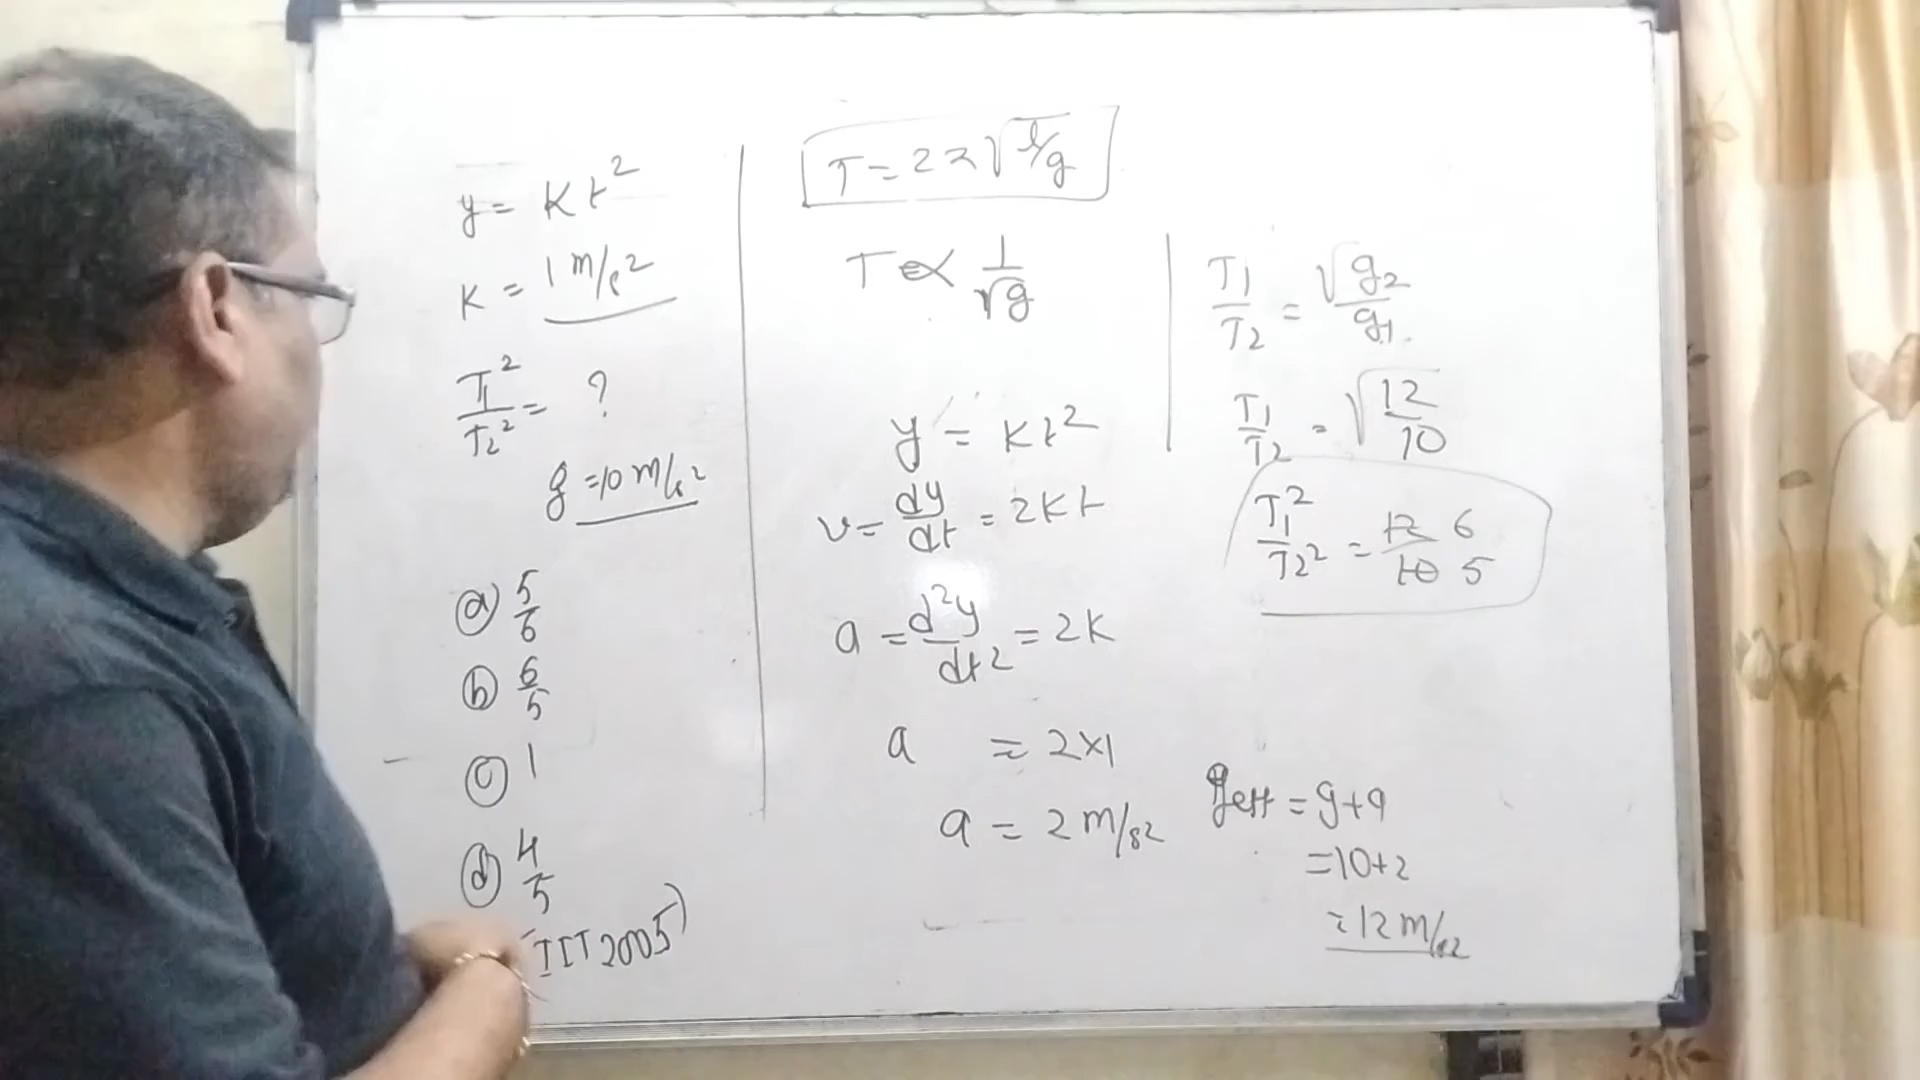 y = Kt²
K = 1 m/s²
T₁²/T₂² = ?
g = 10 m/s²
(a) 5/6
(b) 6/5
(c) 1
(d) 4/5
IIT 2005)
T = 2π√l/g
T ∝ 1/√g
y = Kt²
v = dy/dt = 2Kt
a = d²y/dt² = 2K
a = 2×1
a = 2 m/s²
T₁/T₂ = √g₂/g₁
T₁/T₂ = √12/10
T₁²/T₂² = 12/10 6/5
geff = g+a
=10+2
=12 m/s²